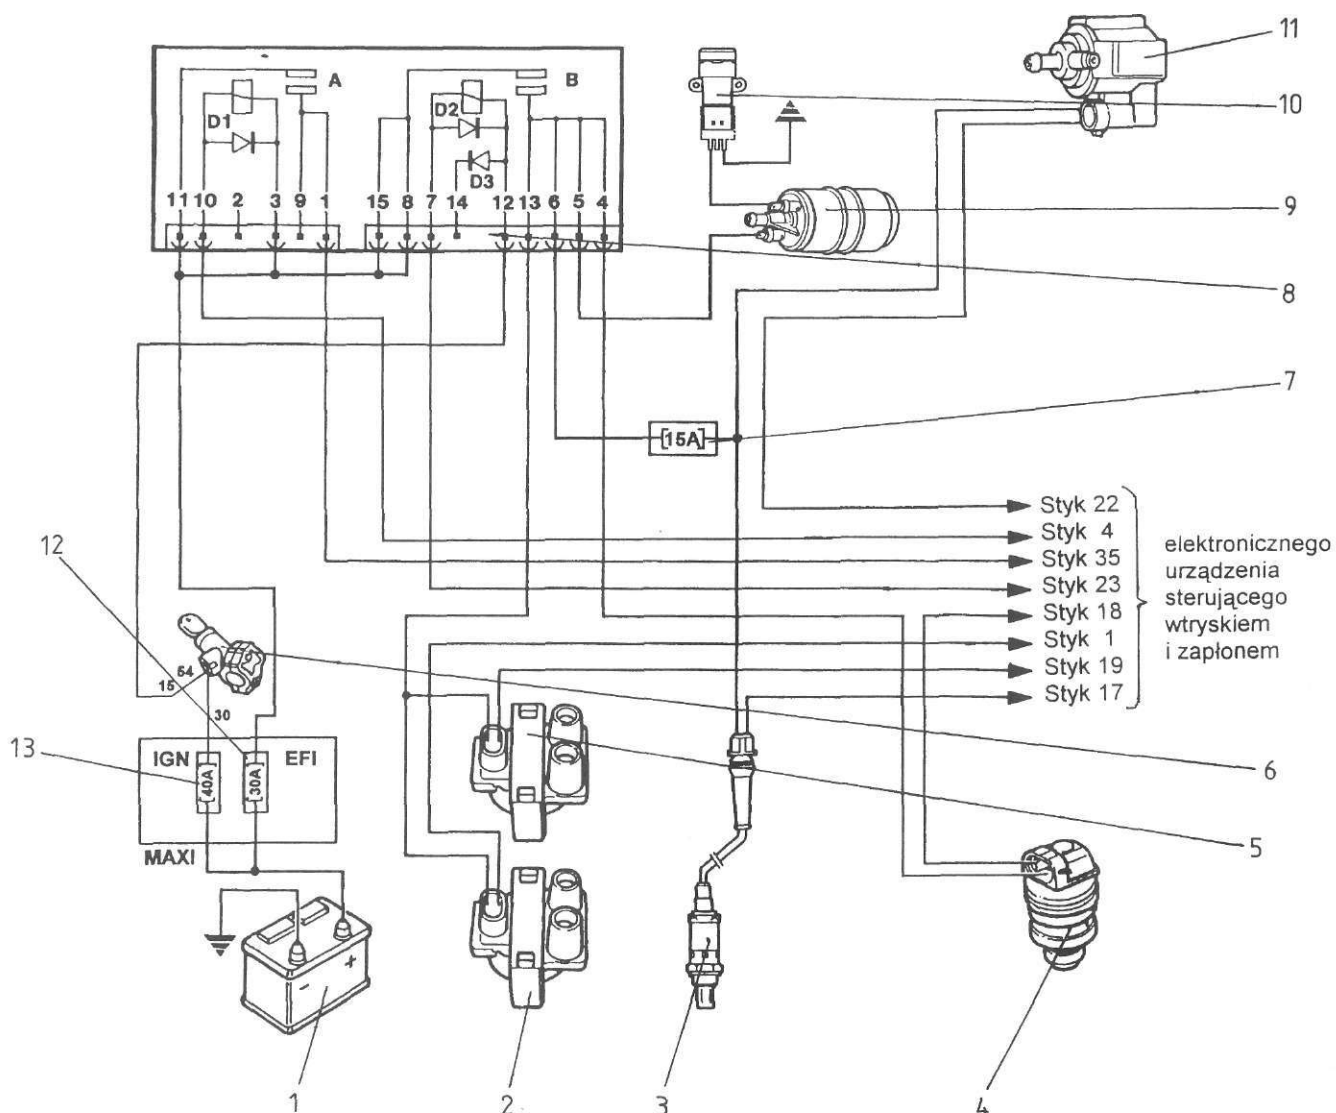 11
10
9
8
7
A
B
D1
D2
D3
11 10 2 3 9 1 15 8 7 14 12 13 6 5 4
15A
Styk 22
Styk 4
Styk 35
Styk 23
Styk 18
Styk 1
Styk 19
Styk 17
elektronicznego
urządzenia
sterującego
wtryskiem
i zapłonem
12
54
15
30
13
IGN
EFI
40A
30A
MAXI
6
5
+
-
1
2
3
4